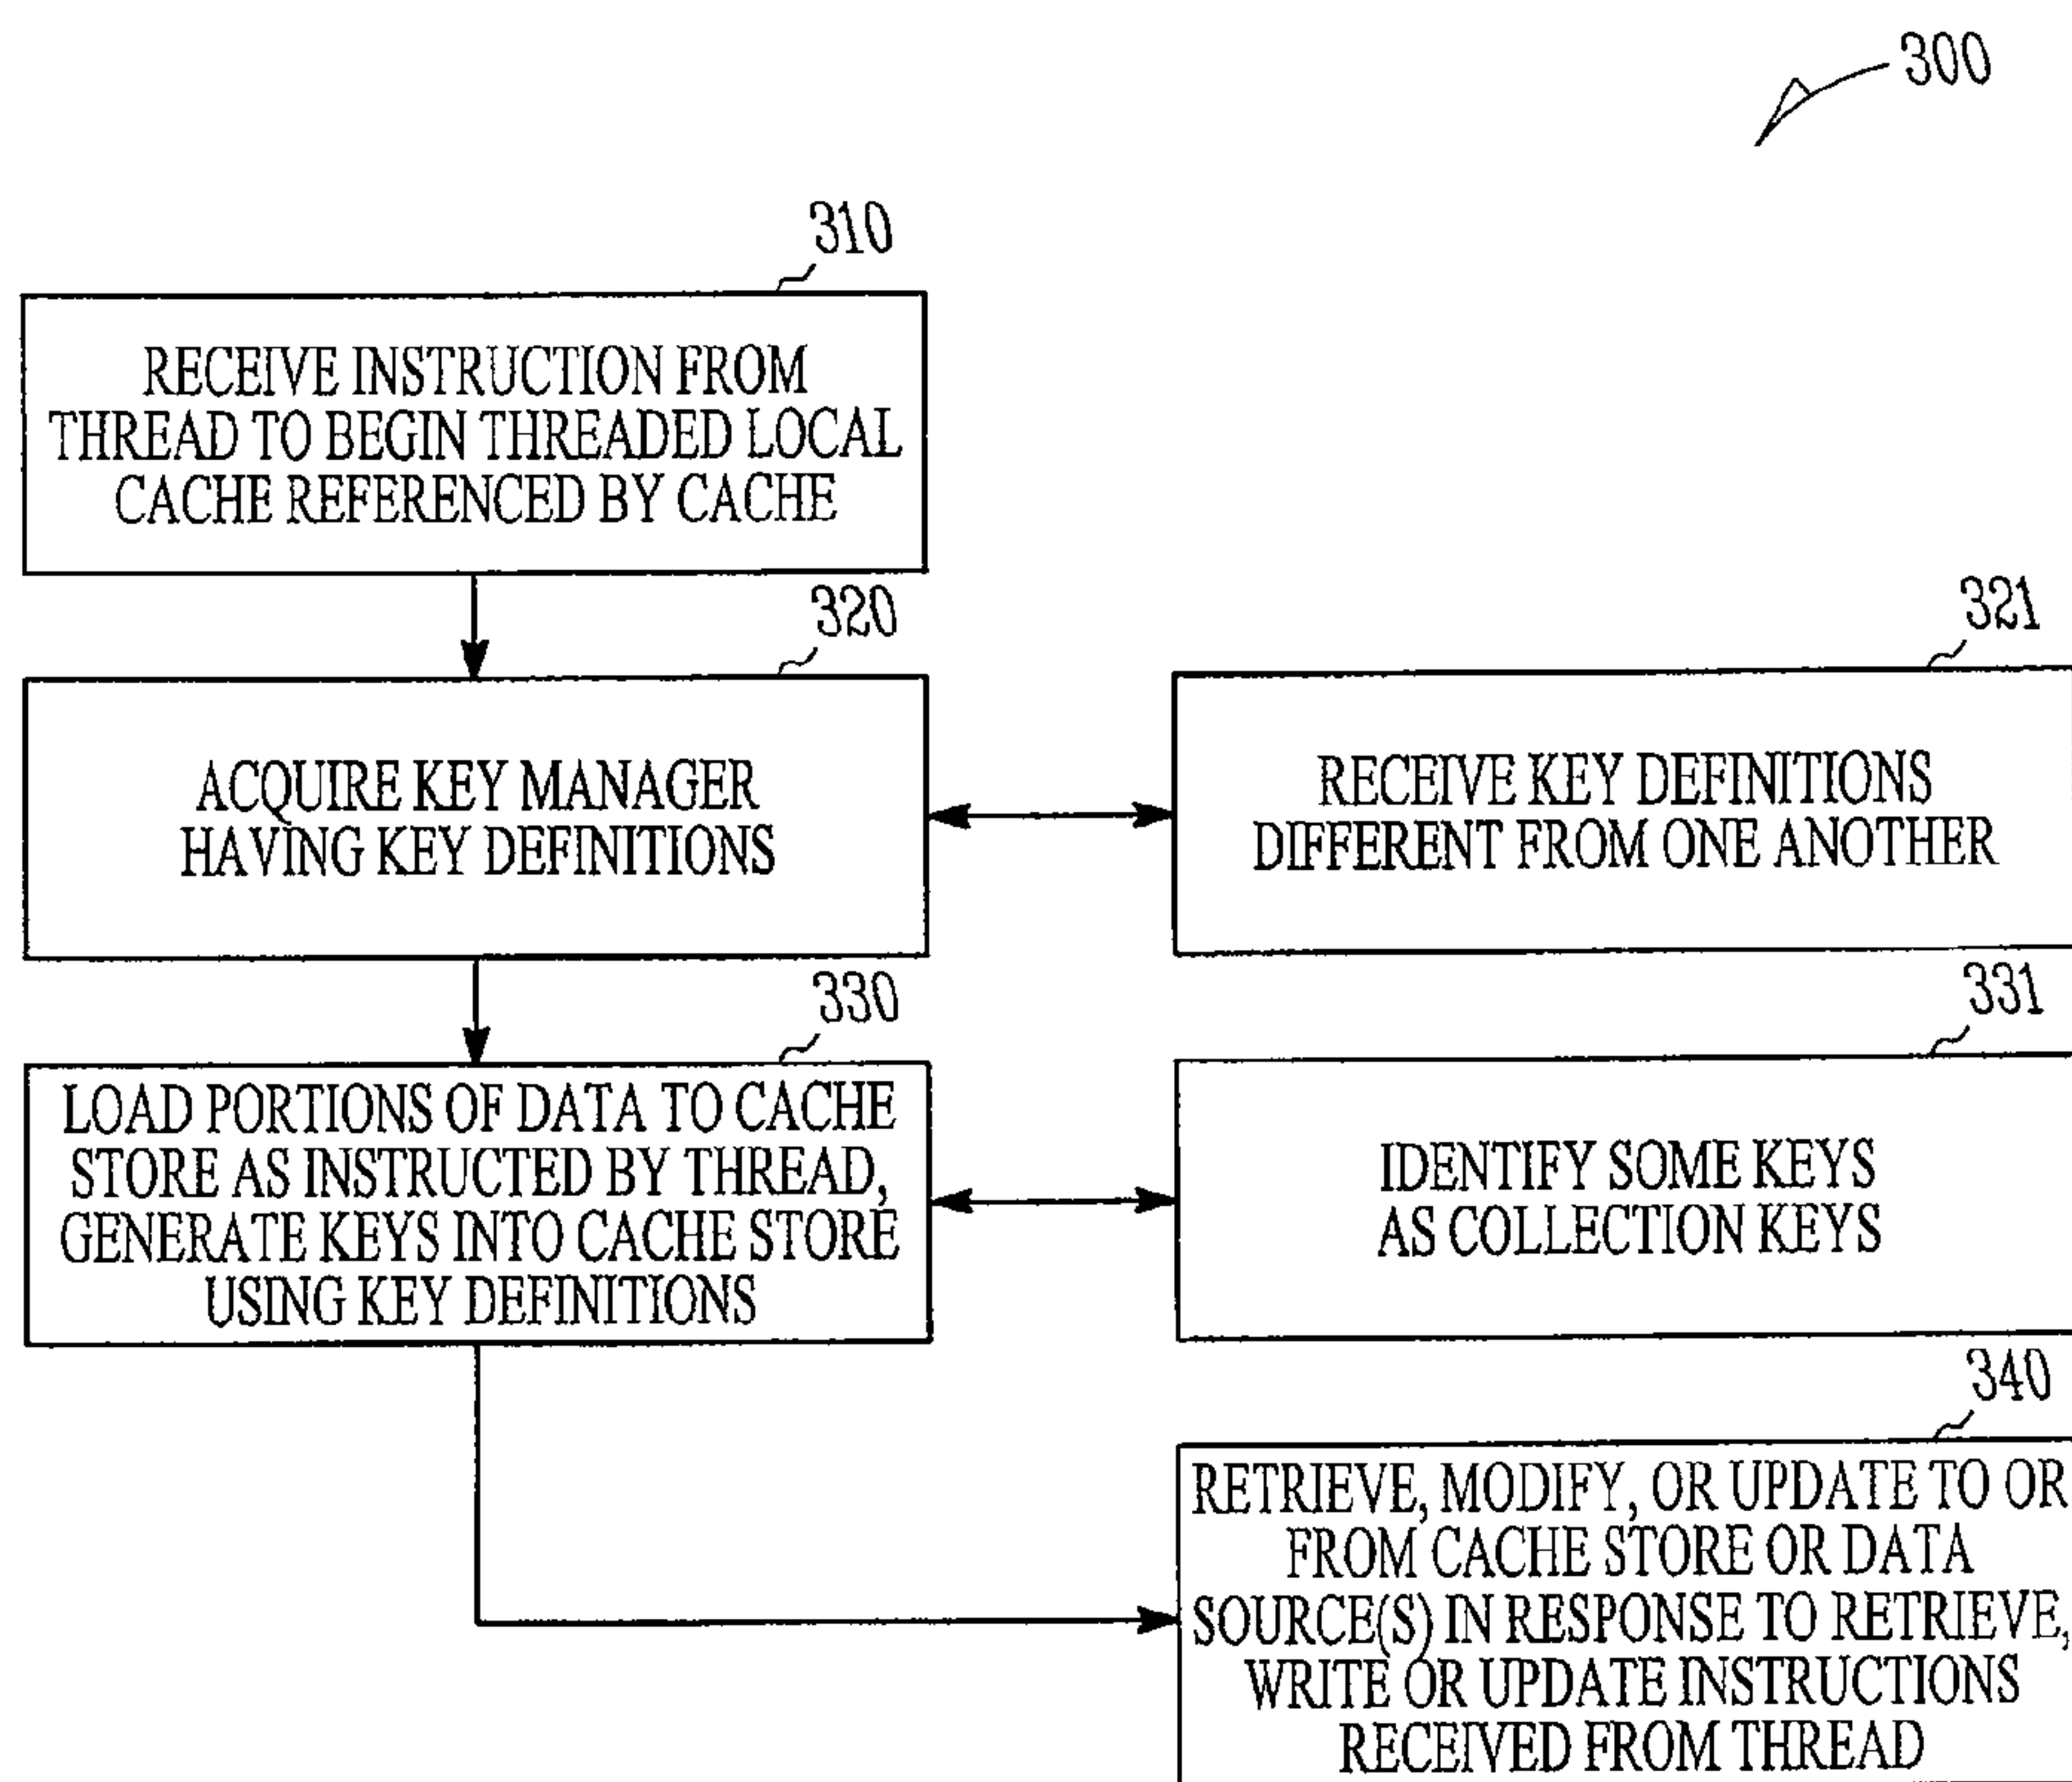 300
310
RECEIVE INSTRUCTION FROM
THREAD TO BEGIN THREADED LOCAL
CACHE REFERENCED BY CACHE
320
ACQUIRE KEY MANAGER
HAVING KEY DEFINITIONS
321
RECEIVE KEY DEFINITIONS
DIFFERENT FROM ONE ANOTHER
330
LOAD PORTIONS OF DATA TO CACHE
STORE AS INSTRUCTED BY THREAD,
GENERATE KEYS INTO CACHE STORE
USING KEY DEFINITIONS
331
IDENTIFY SOME KEYS
AS COLLECTION KEYS
340
RETRIEVE, MODIFY, OR UPDATE TO OR
FROM CACHE STORE OR DATA
SOURCE(S) IN RESPONSE TO RETRIEVE,
WRITE OR UPDATE INSTRUCTIONS
RECEIVED FROM THREAD